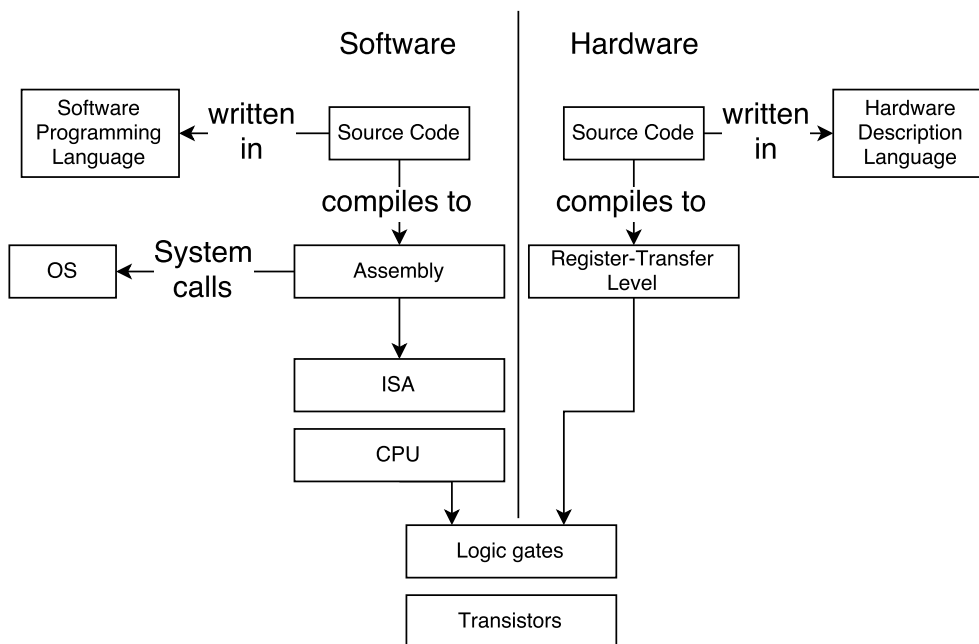 Software
Hardware
Software
Programming
Language
written
in
Source Code
Source Code
written
in
Hardware
Description
Language
compiles to
compiles to
OS
System
calls
Assembly
Register-Transfer
Level
ISA
CPU
Logic gates
Transistors